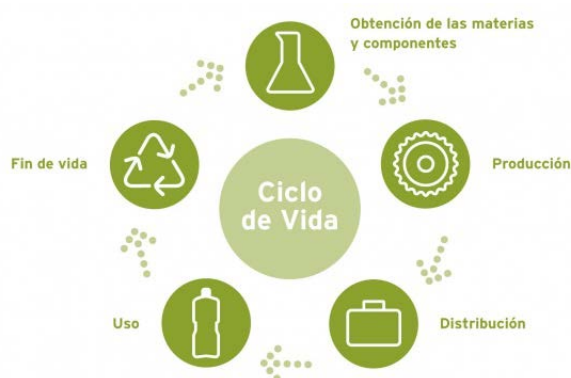 Obtención de las materias
y componentes
Producción
Distribución
Uso
Fin de vida
Ciclo
de Vida